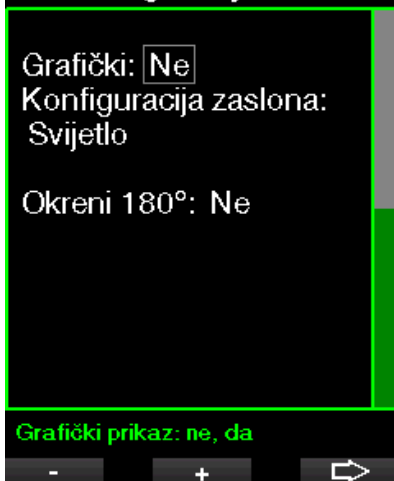 Grafički: Ne
Konfiguracija zaslona:
Svijetlo
Okreni 180°: Ne
Grafički prikaz: ne, da
- +